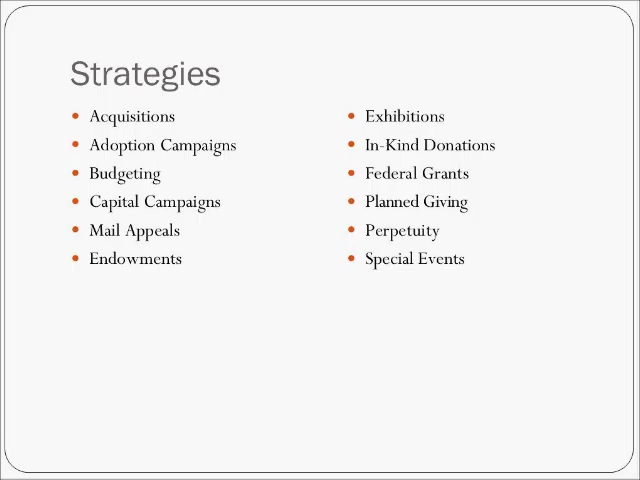 Strategies
Acquisitions
Adoption Campaigns
Budgeting
Capital Campaigns
Mail Appeals
Endowments
Exhibitions
In-Kind Donations
Federal Grants
Planned Giving
Perpetuity
Special Events